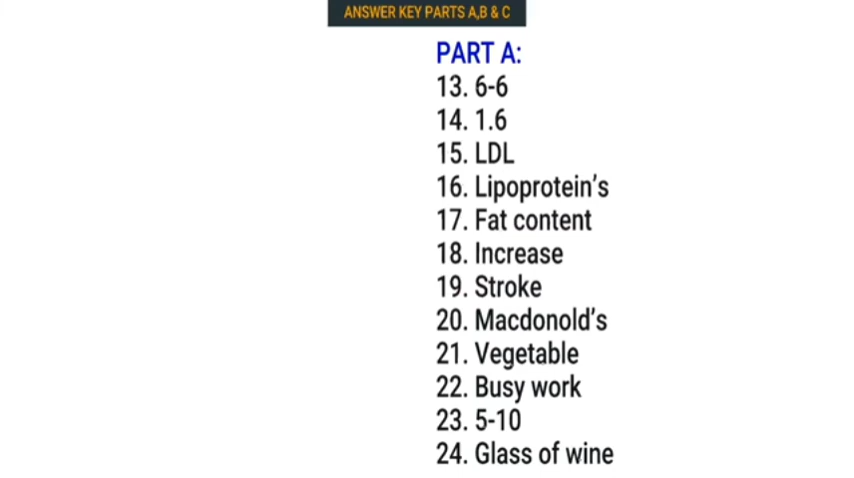 ANSWER KEY PARTS A,B & C
PART A:
13. 6-6
14. 1.6
15. LDL
16. Lipoprotein's
17. Fat content
18. Increase
19. Stroke
20. Macdonold's
21. Vegetable
22. Busy work
23. 5-10
24. Glass of wine